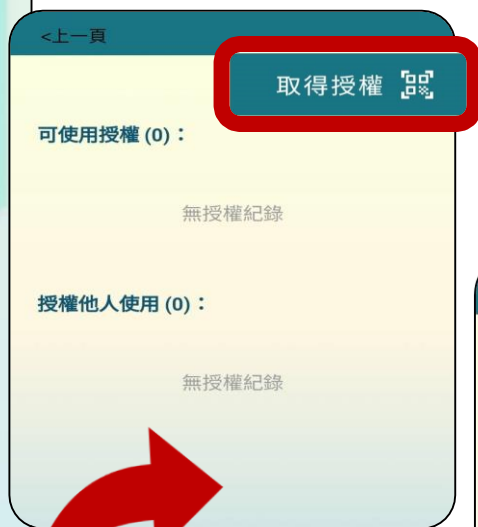 <上一頁
取得授權
可使用授權 (0)：
無授權紀錄
授權他人使用 (0)：
無授權紀錄